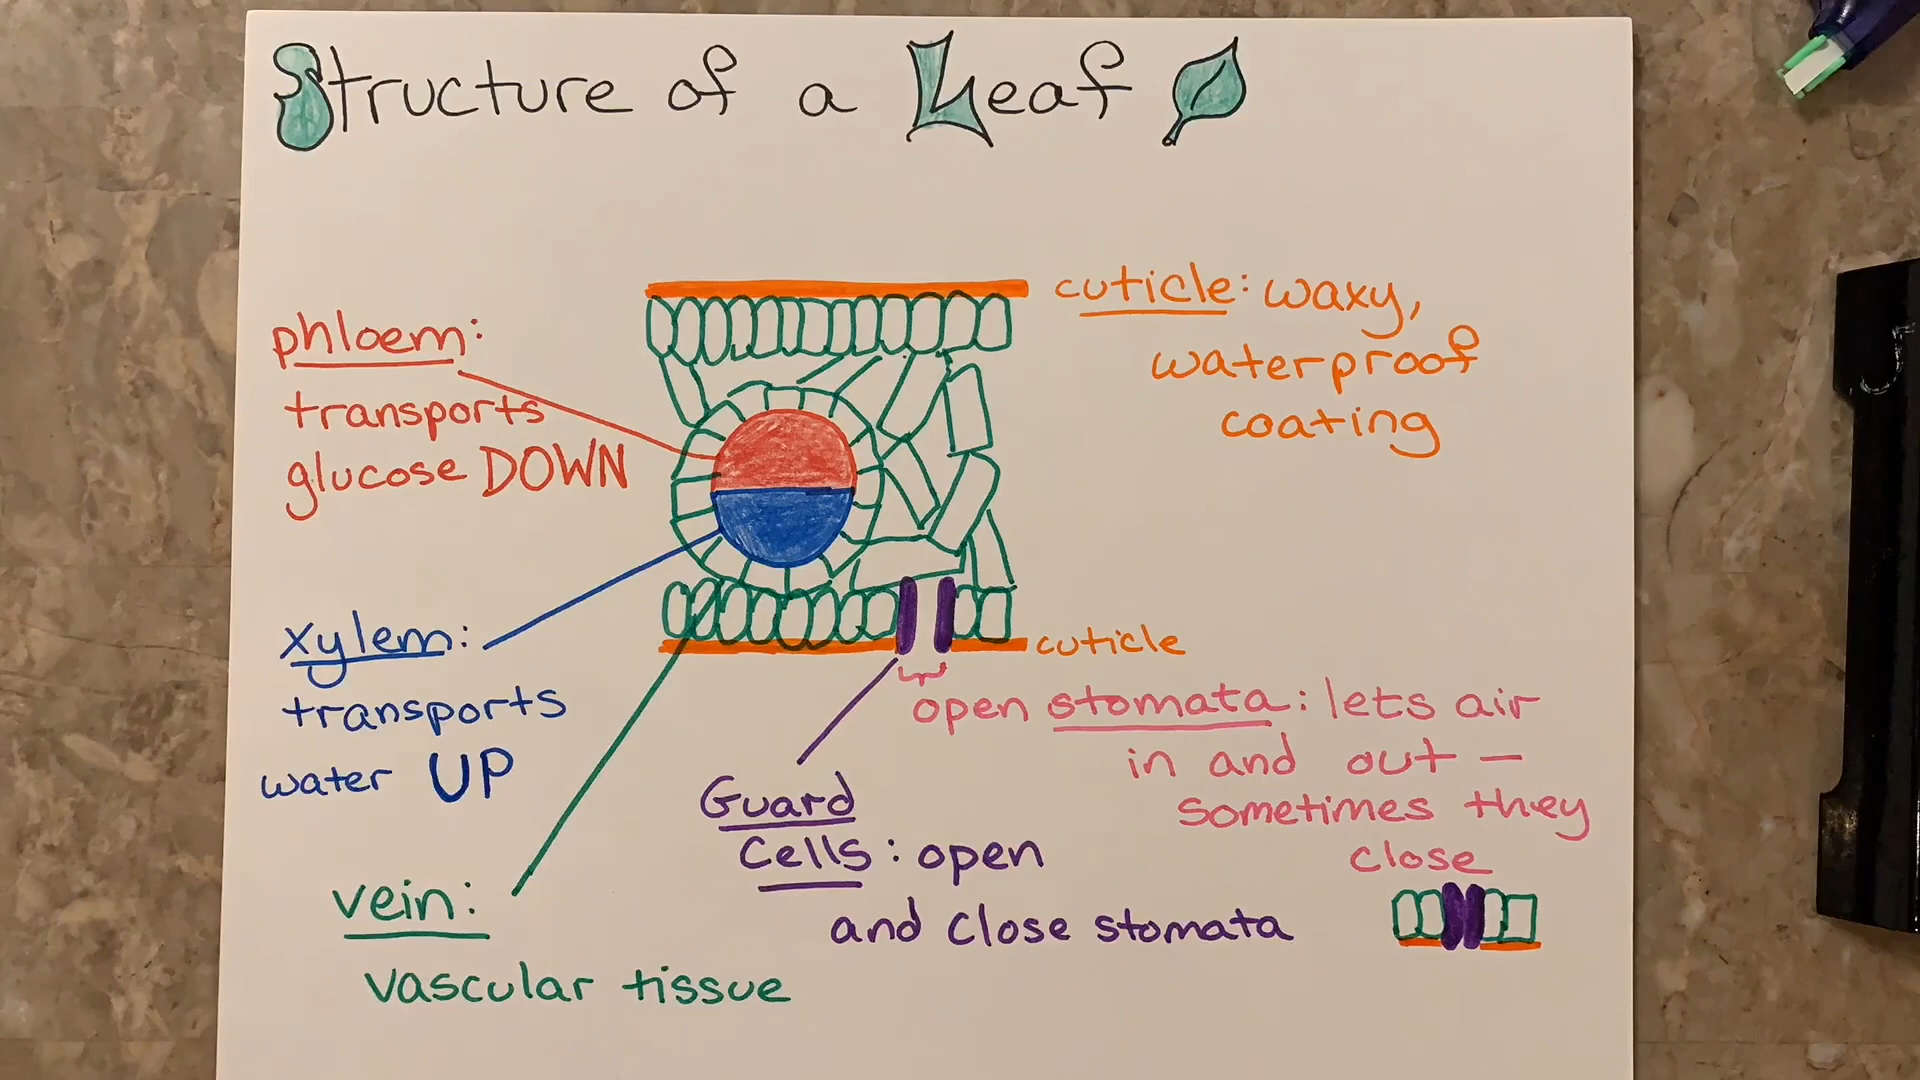 Structure of a Leaf
phloem:
transports
glucose DOWN
cuticle: waxy,
waterproof
coating
xylem:
transports
water UP
cuticle
open stomata: lets air
in and out —
sometimes they
close
Guard
Cells: open
and close stomata
vein:
vascular tissue